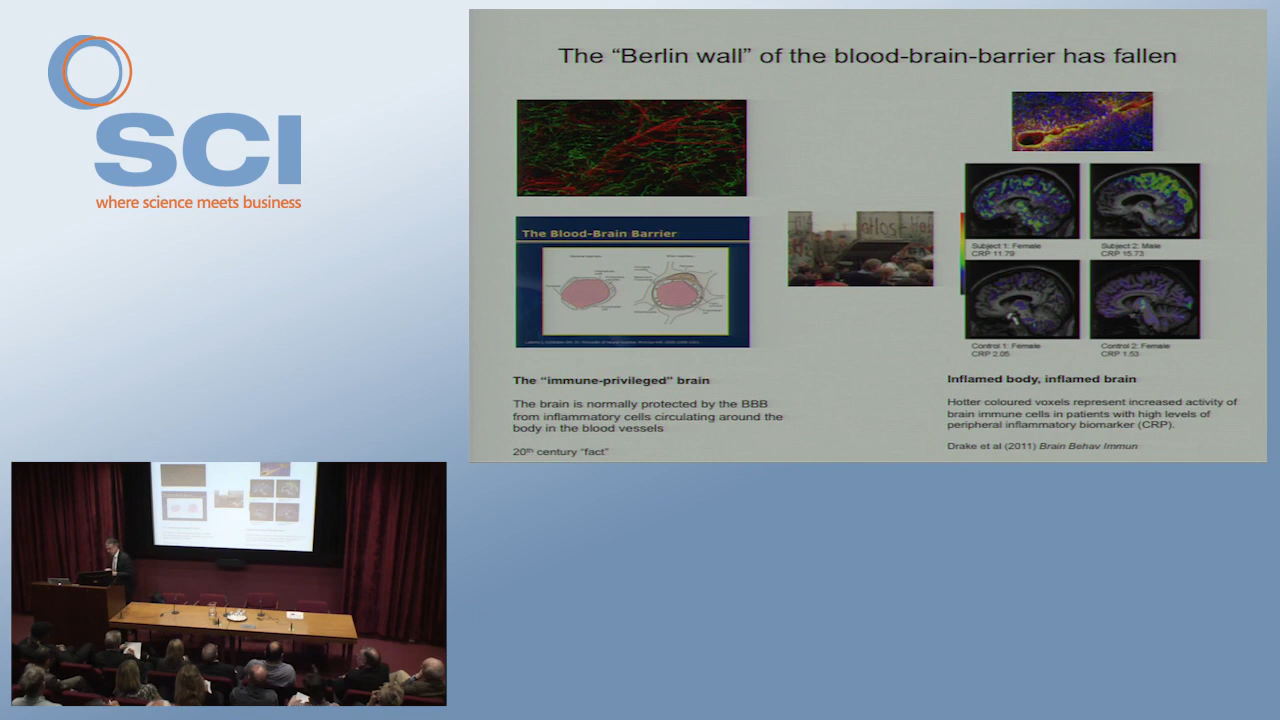 SCI
where science meets business
The “Berlin wall” of the blood-brain-barrier has fallen
The Blood-Brain Barrier
Subject 1: Female
CRP 11.79
Subject 2: Male
CRP 15.73
Control 1: Female
CRP 2.05
Control 2: Female
CRP 1.53
The “immune-privileged” brain
The brain is normally protected by the BBB
from inflammatory cells circulating around the
body in the blood vessels
20th century “fact”
Inflamed body, inflamed brain
Hotter coloured voxels represent increased activity of
brain immune cells in patients with high levels of
peripheral inflammatory biomarker (CRP).
Drake et al (2011) Brain Behav Immun